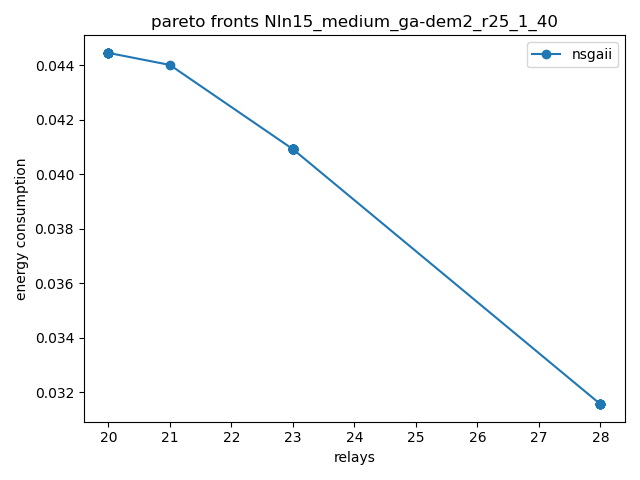 pareto fronts NIn15_medium_ga-dem2_r25_1_40
nsgaii
energy consumption
0.044
0.042
0.040
0.038
0.036
0.034
0.032
20 21 22 23 24 25 26 27 28
relays